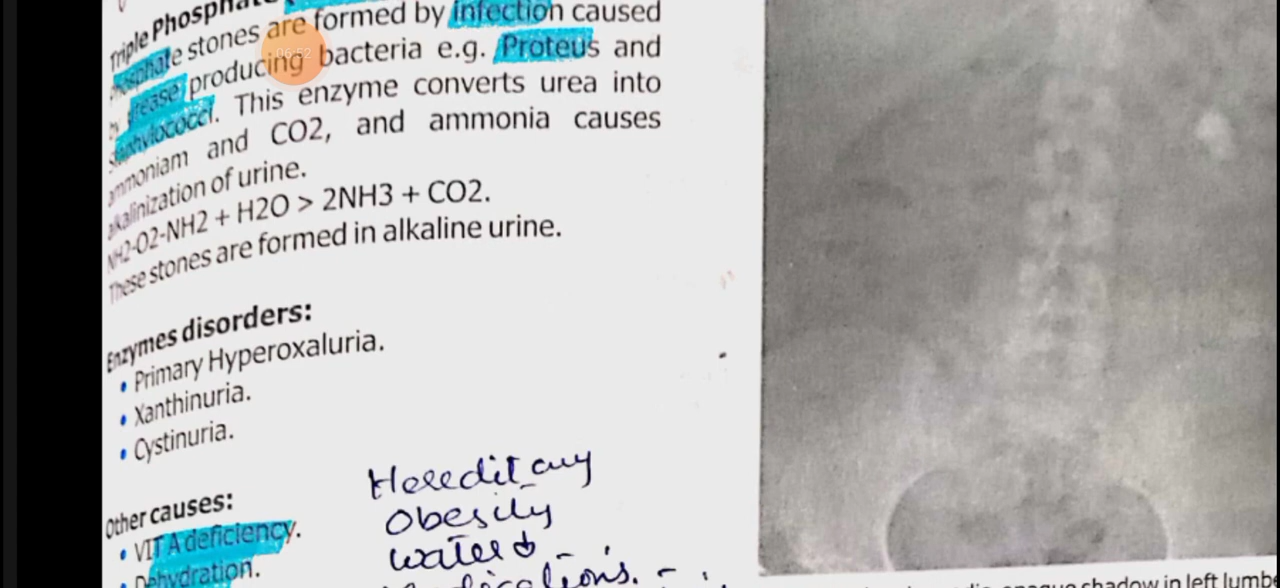 Triple Phosphate
phosphate stones are formed by infection caused
by urease producing bacteria e.g. Proteus and
staphylococci. This enzyme converts urea into
ammoniam and CO2, and ammonia causes
alkalinization of urine.
NH2-O2-NH2 + H2O > 2NH3 + CO2.
These stones are formed in alkaline urine.
Enzymes disorders:
• Primary Hyperoxaluria.
• Xanthinuria.
• Cystinuria.
Other causes:
• VIT A deficiency.
• Dehydration.
Hereditary
Obesity
water ↓
06:52
opaque shadow in left lumb